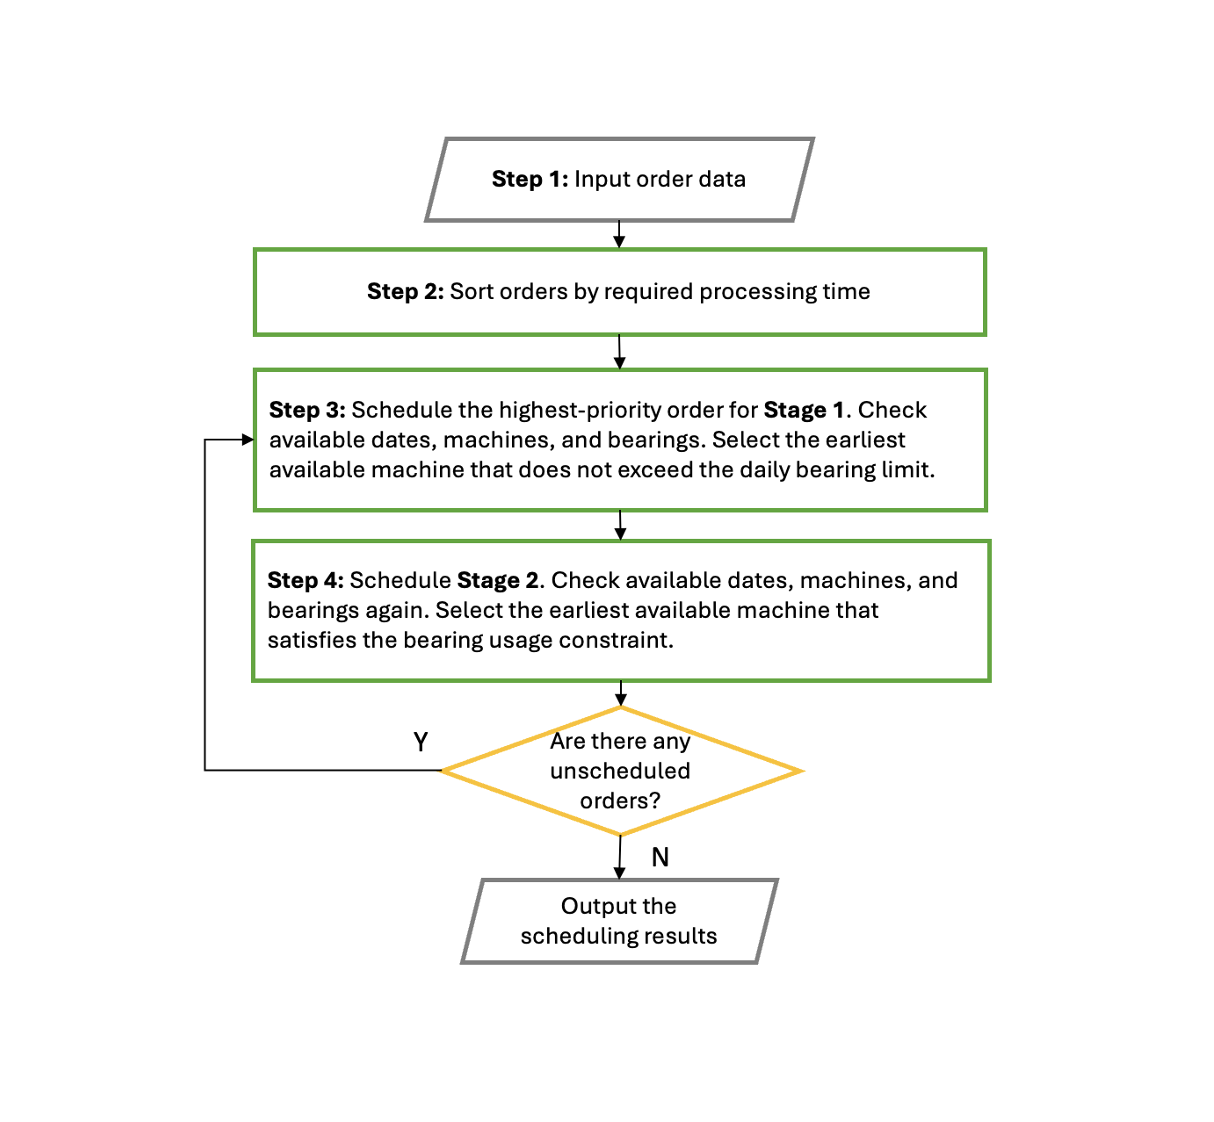 Step 1: Input order data
Step 2: Sort orders by required processing time
Step 3: Schedule the highest-priority order for Stage 1. Check
available dates, machines, and bearings. Select the earliest
available machine that does not exceed the daily bearing limit.
Step 4: Schedule Stage 2. Check available dates, machines, and
bearings again. Select the earliest available machine that
satisfies the bearing usage constraint.
Y
Are there any
unscheduled
orders?
N
Output the
scheduling results